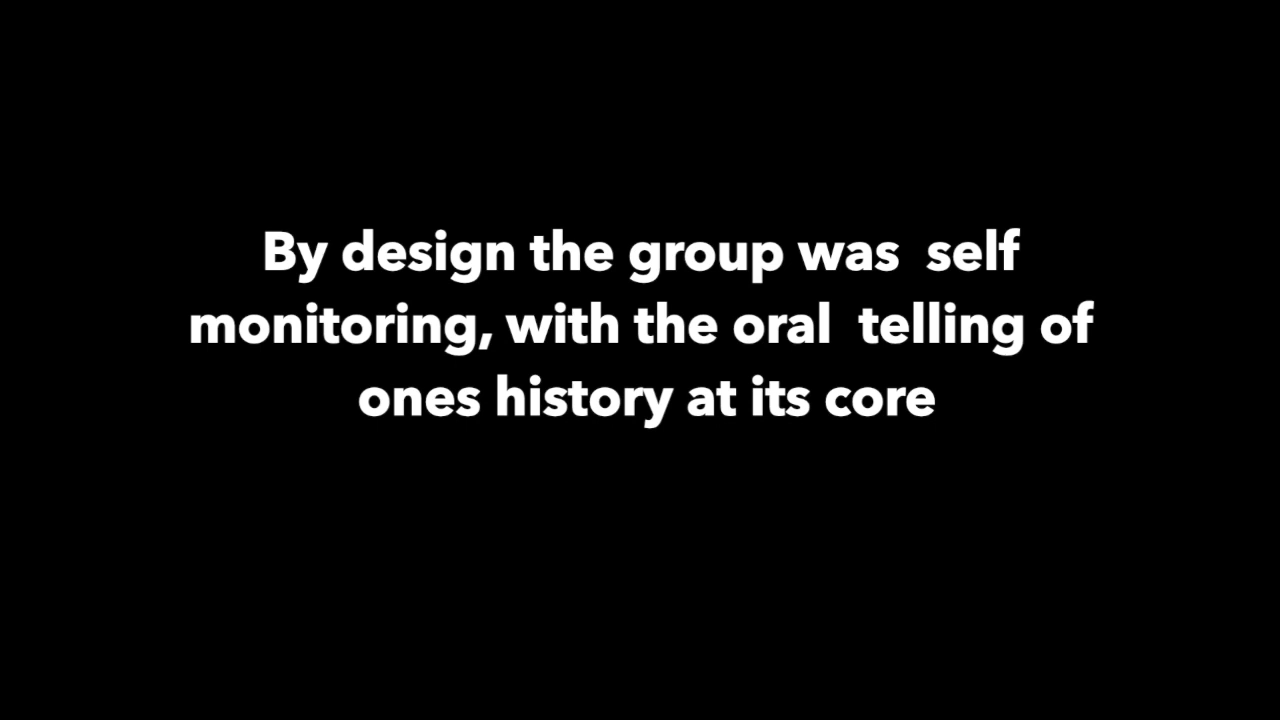 By design the group was  self
monitoring, with the oral  telling of
ones history at its core